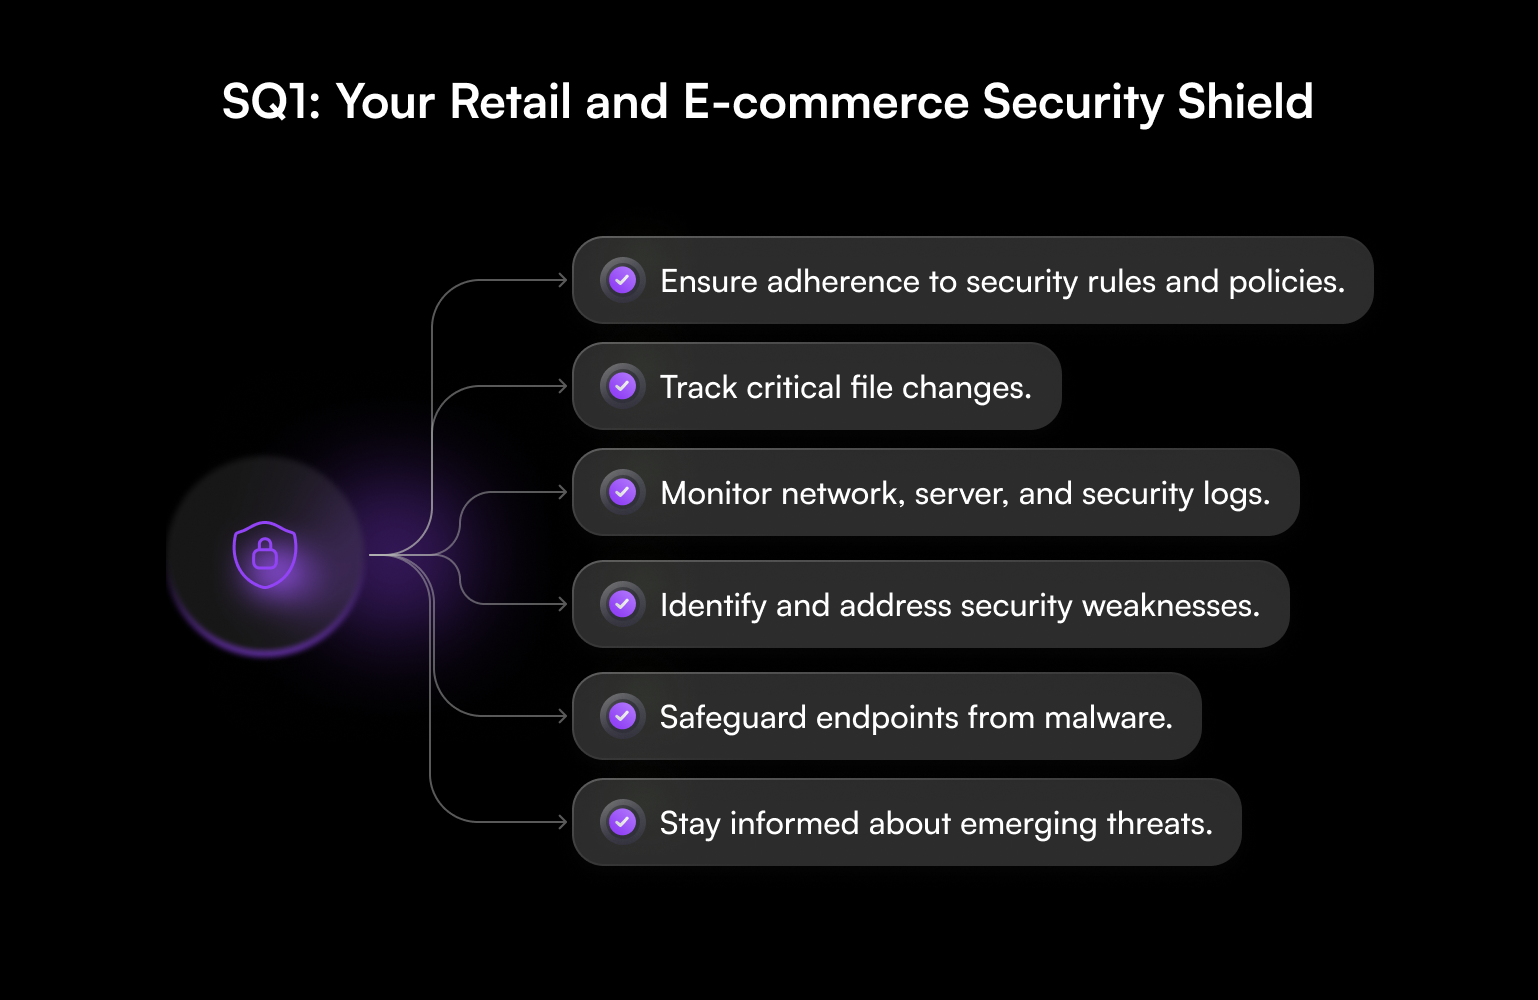 SQ1: Your Retail and E-commerce Security Shield
Ensure adherence to security rules and policies.
Track critical file changes.
Monitor network, server, and security logs.
Identify and address security weaknesses.
Safeguard endpoints from malware.
Stay informed about emerging threats.